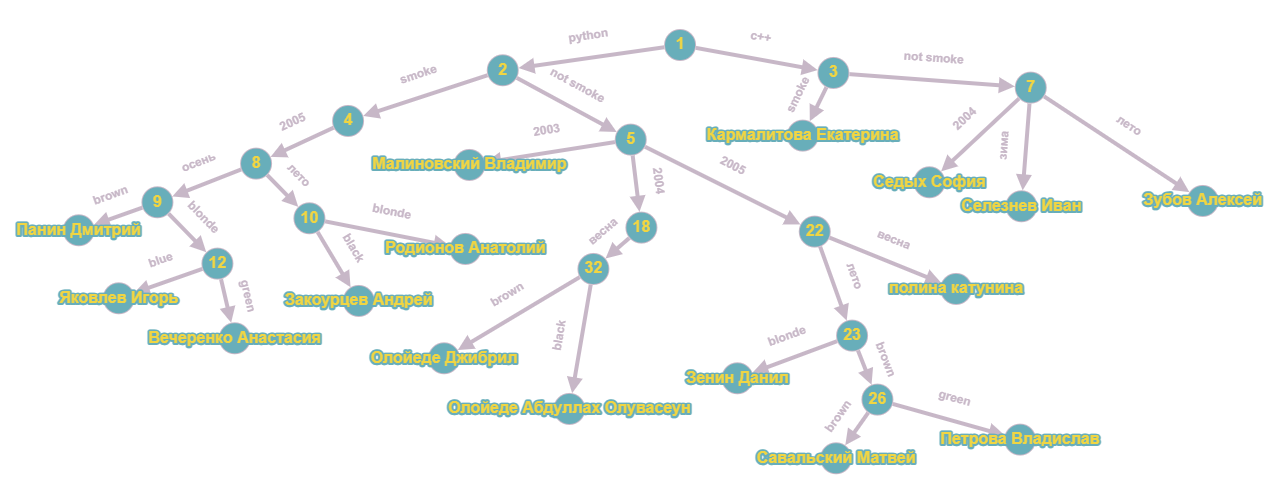 1
python
c++
2
3
smoke
not smoke
smoke
not smoke
7
4
5
Кармалитова Екатерина
2004
зима
лето
2005
2003
8
Малиновский Владимир
2004
2005
Седых София
Селезнев Иван
Зубов Алексей
осень
лето
9
10
18
22
brown
blonde
blonde
black
весна
весна
лето
Панин Дмитрий
Родионов Анатолий
12
32
полина катунина
blue
green
Закоурцев Андрей
Яковлев Игорь
brown
black
23
Вечеренко Анастасия
Олойеде Джибрил
blonde
brown
Зенин Данил
26
Олойеде Абдуллах Олувасеун
brown
green
Савальский Матвей
Петрова Владислав